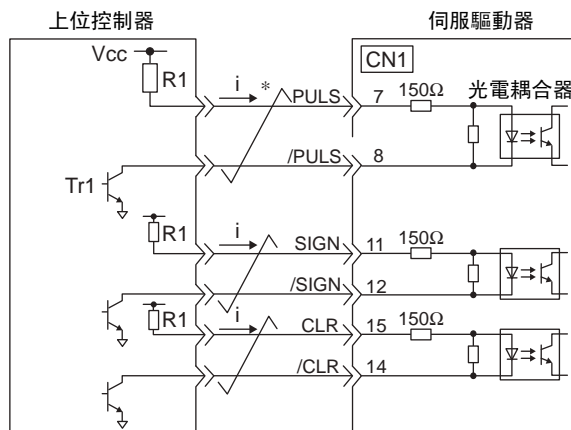 上位控制器
伺服驅動器
Vcc
CN1
R1
i
*
PULS
7
150Ω
光電耦合器
/PULS
8
Tr1
R1
i
SIGN
11
150Ω
/SIGN
12
R1
i
CLR
15
150Ω
/CLR
14